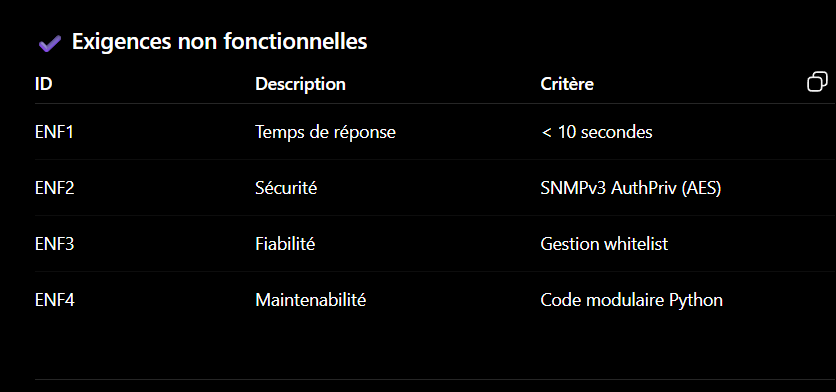 Exigences non fonctionnelles
ID Description Critère
ENF1 Temps de réponse < 10 secondes
ENF2 Sécurité SNMPv3 AuthPriv (AES)
ENF3 Fiabilité Gestion whitelist
ENF4 Maintenabilité Code modulaire Python